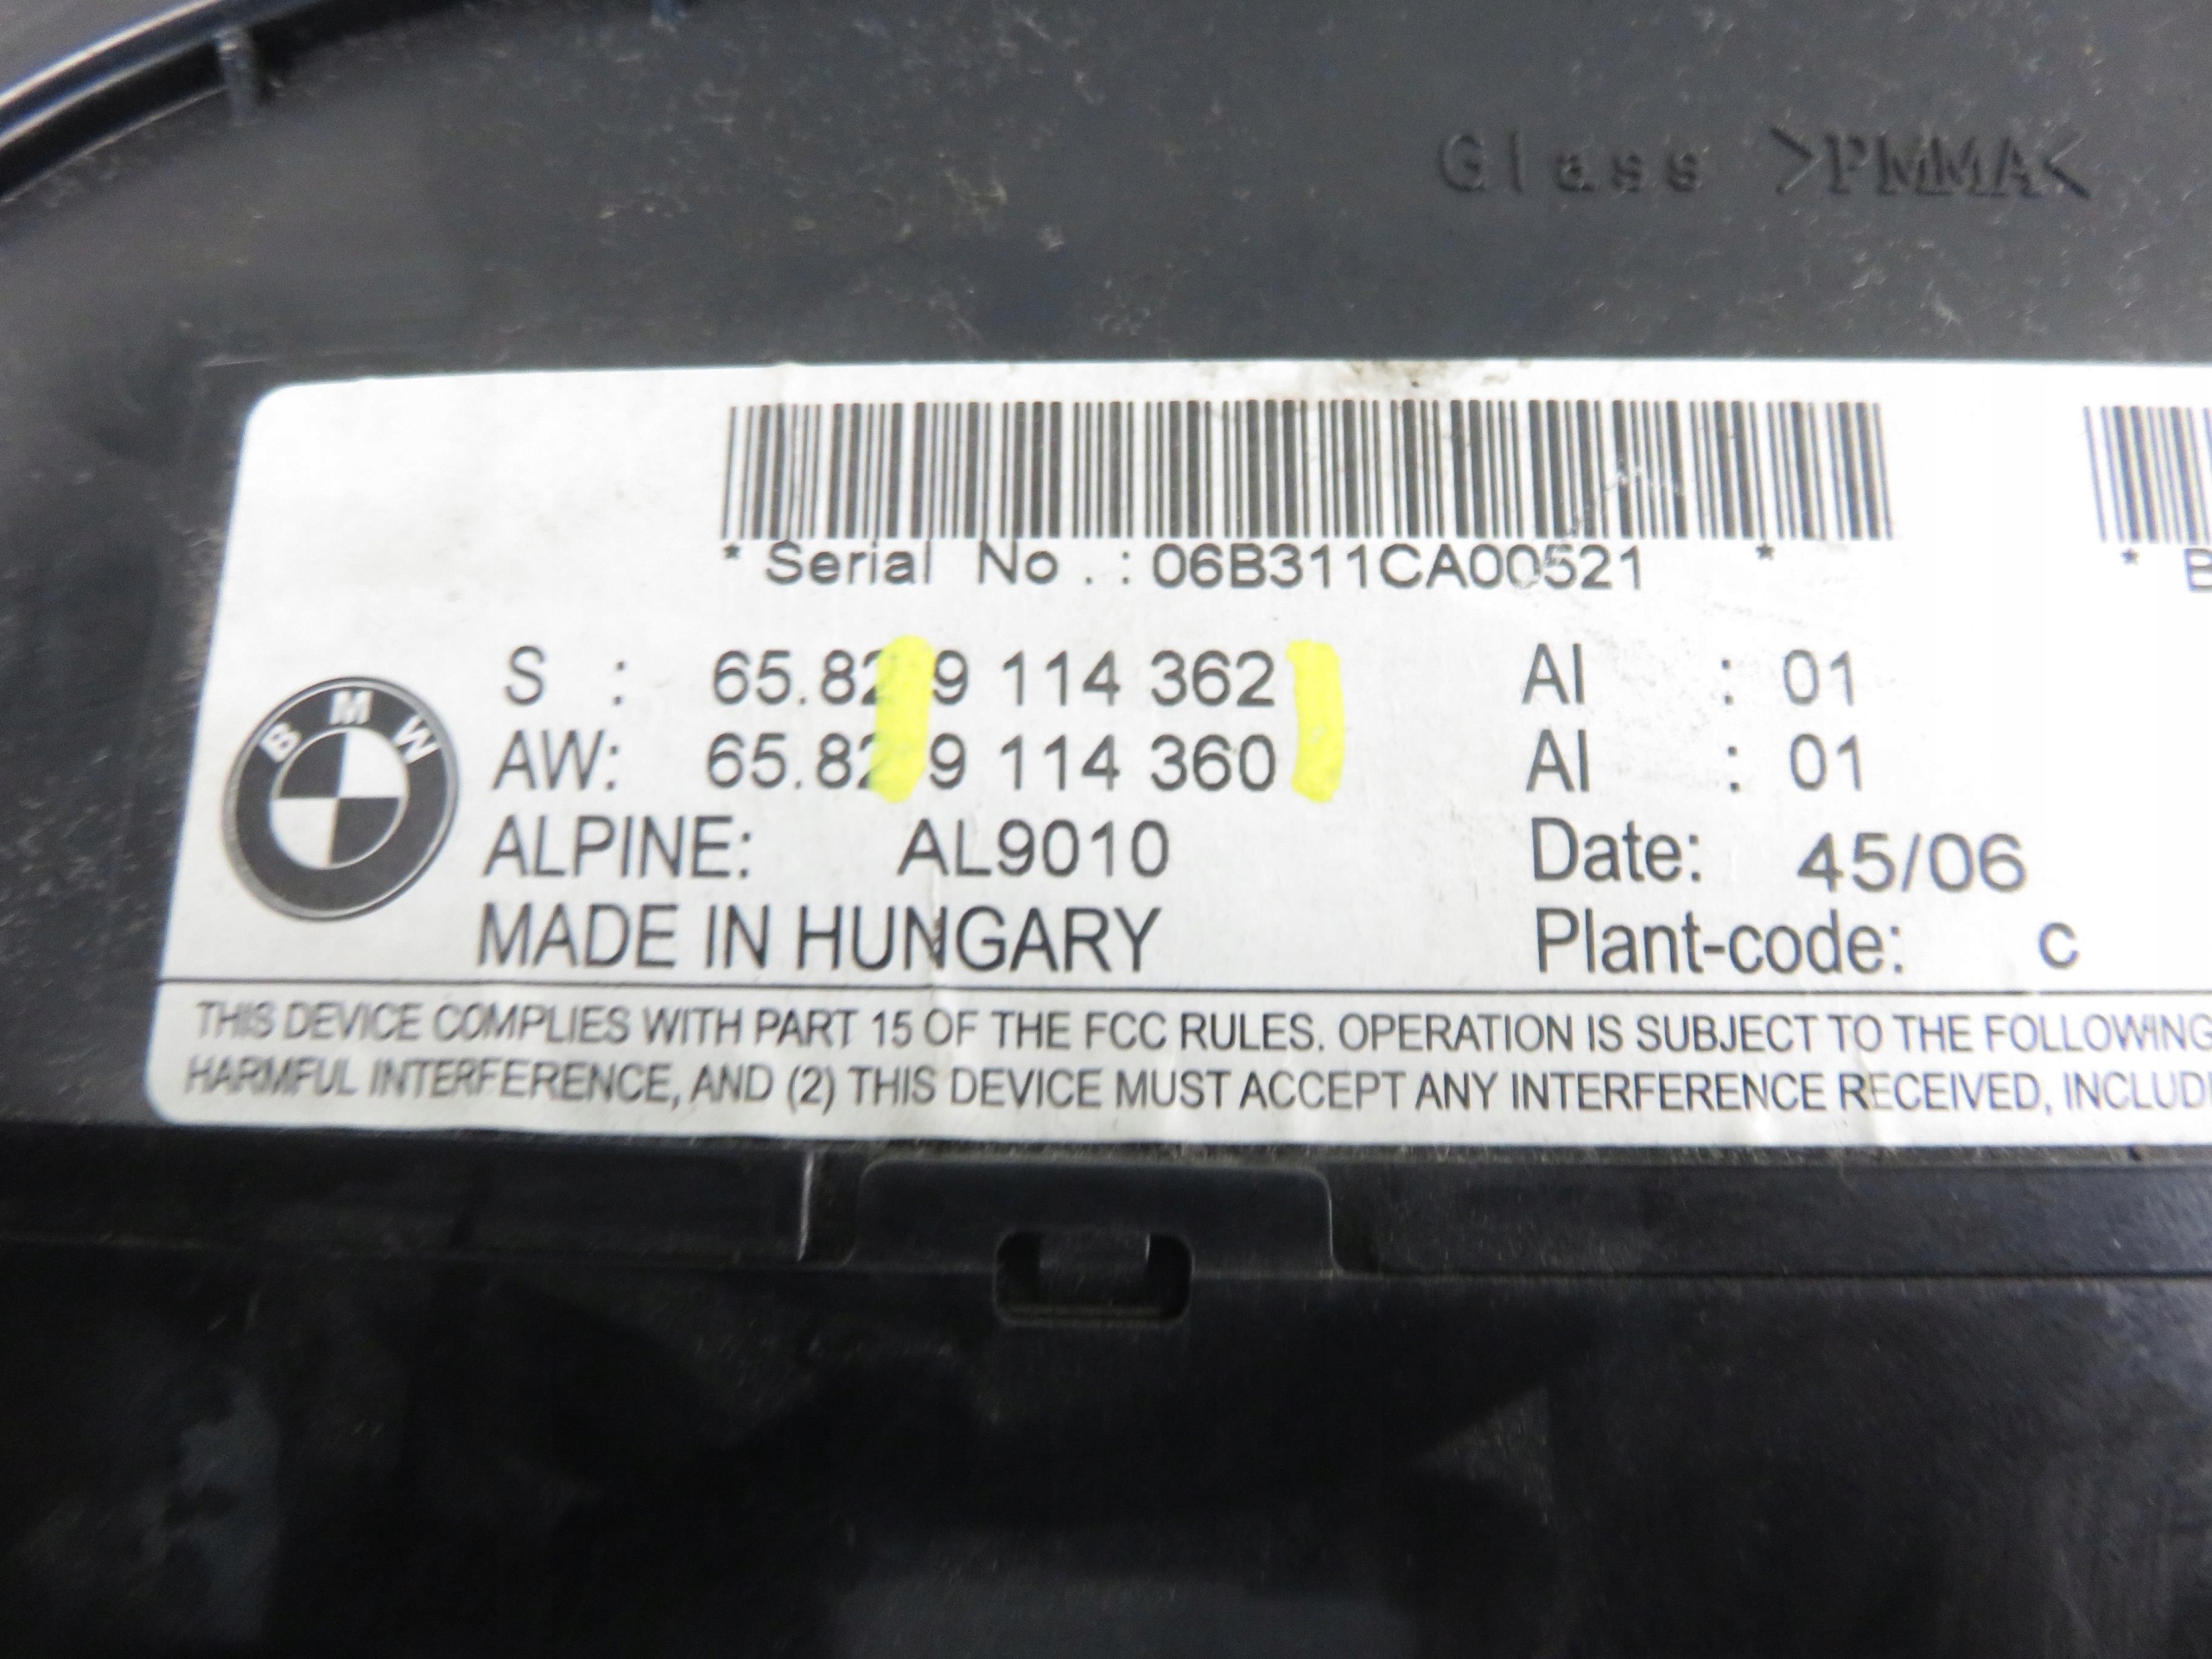 Glass >PMMA<
* Serial No.: 06B311CA00521 *
* B
S : 65.82 9 114 362 AI : 01
BMW
AW: 65.82 9 114 360 AI : 01
ALPINE: AL9010 Date: 45/06
MADE IN HUNGARY Plant-code: C
THIS DEVICE COMPLIES WITH PART 15 OF THE FCC RULES. OPERATION IS SUBJECT TO THE FOLLOWING
HARMFUL INTERFERENCE, AND (2) THIS DEVICE MUST ACCEPT ANY INTERFERENCE RECEIVED, INCLUDI